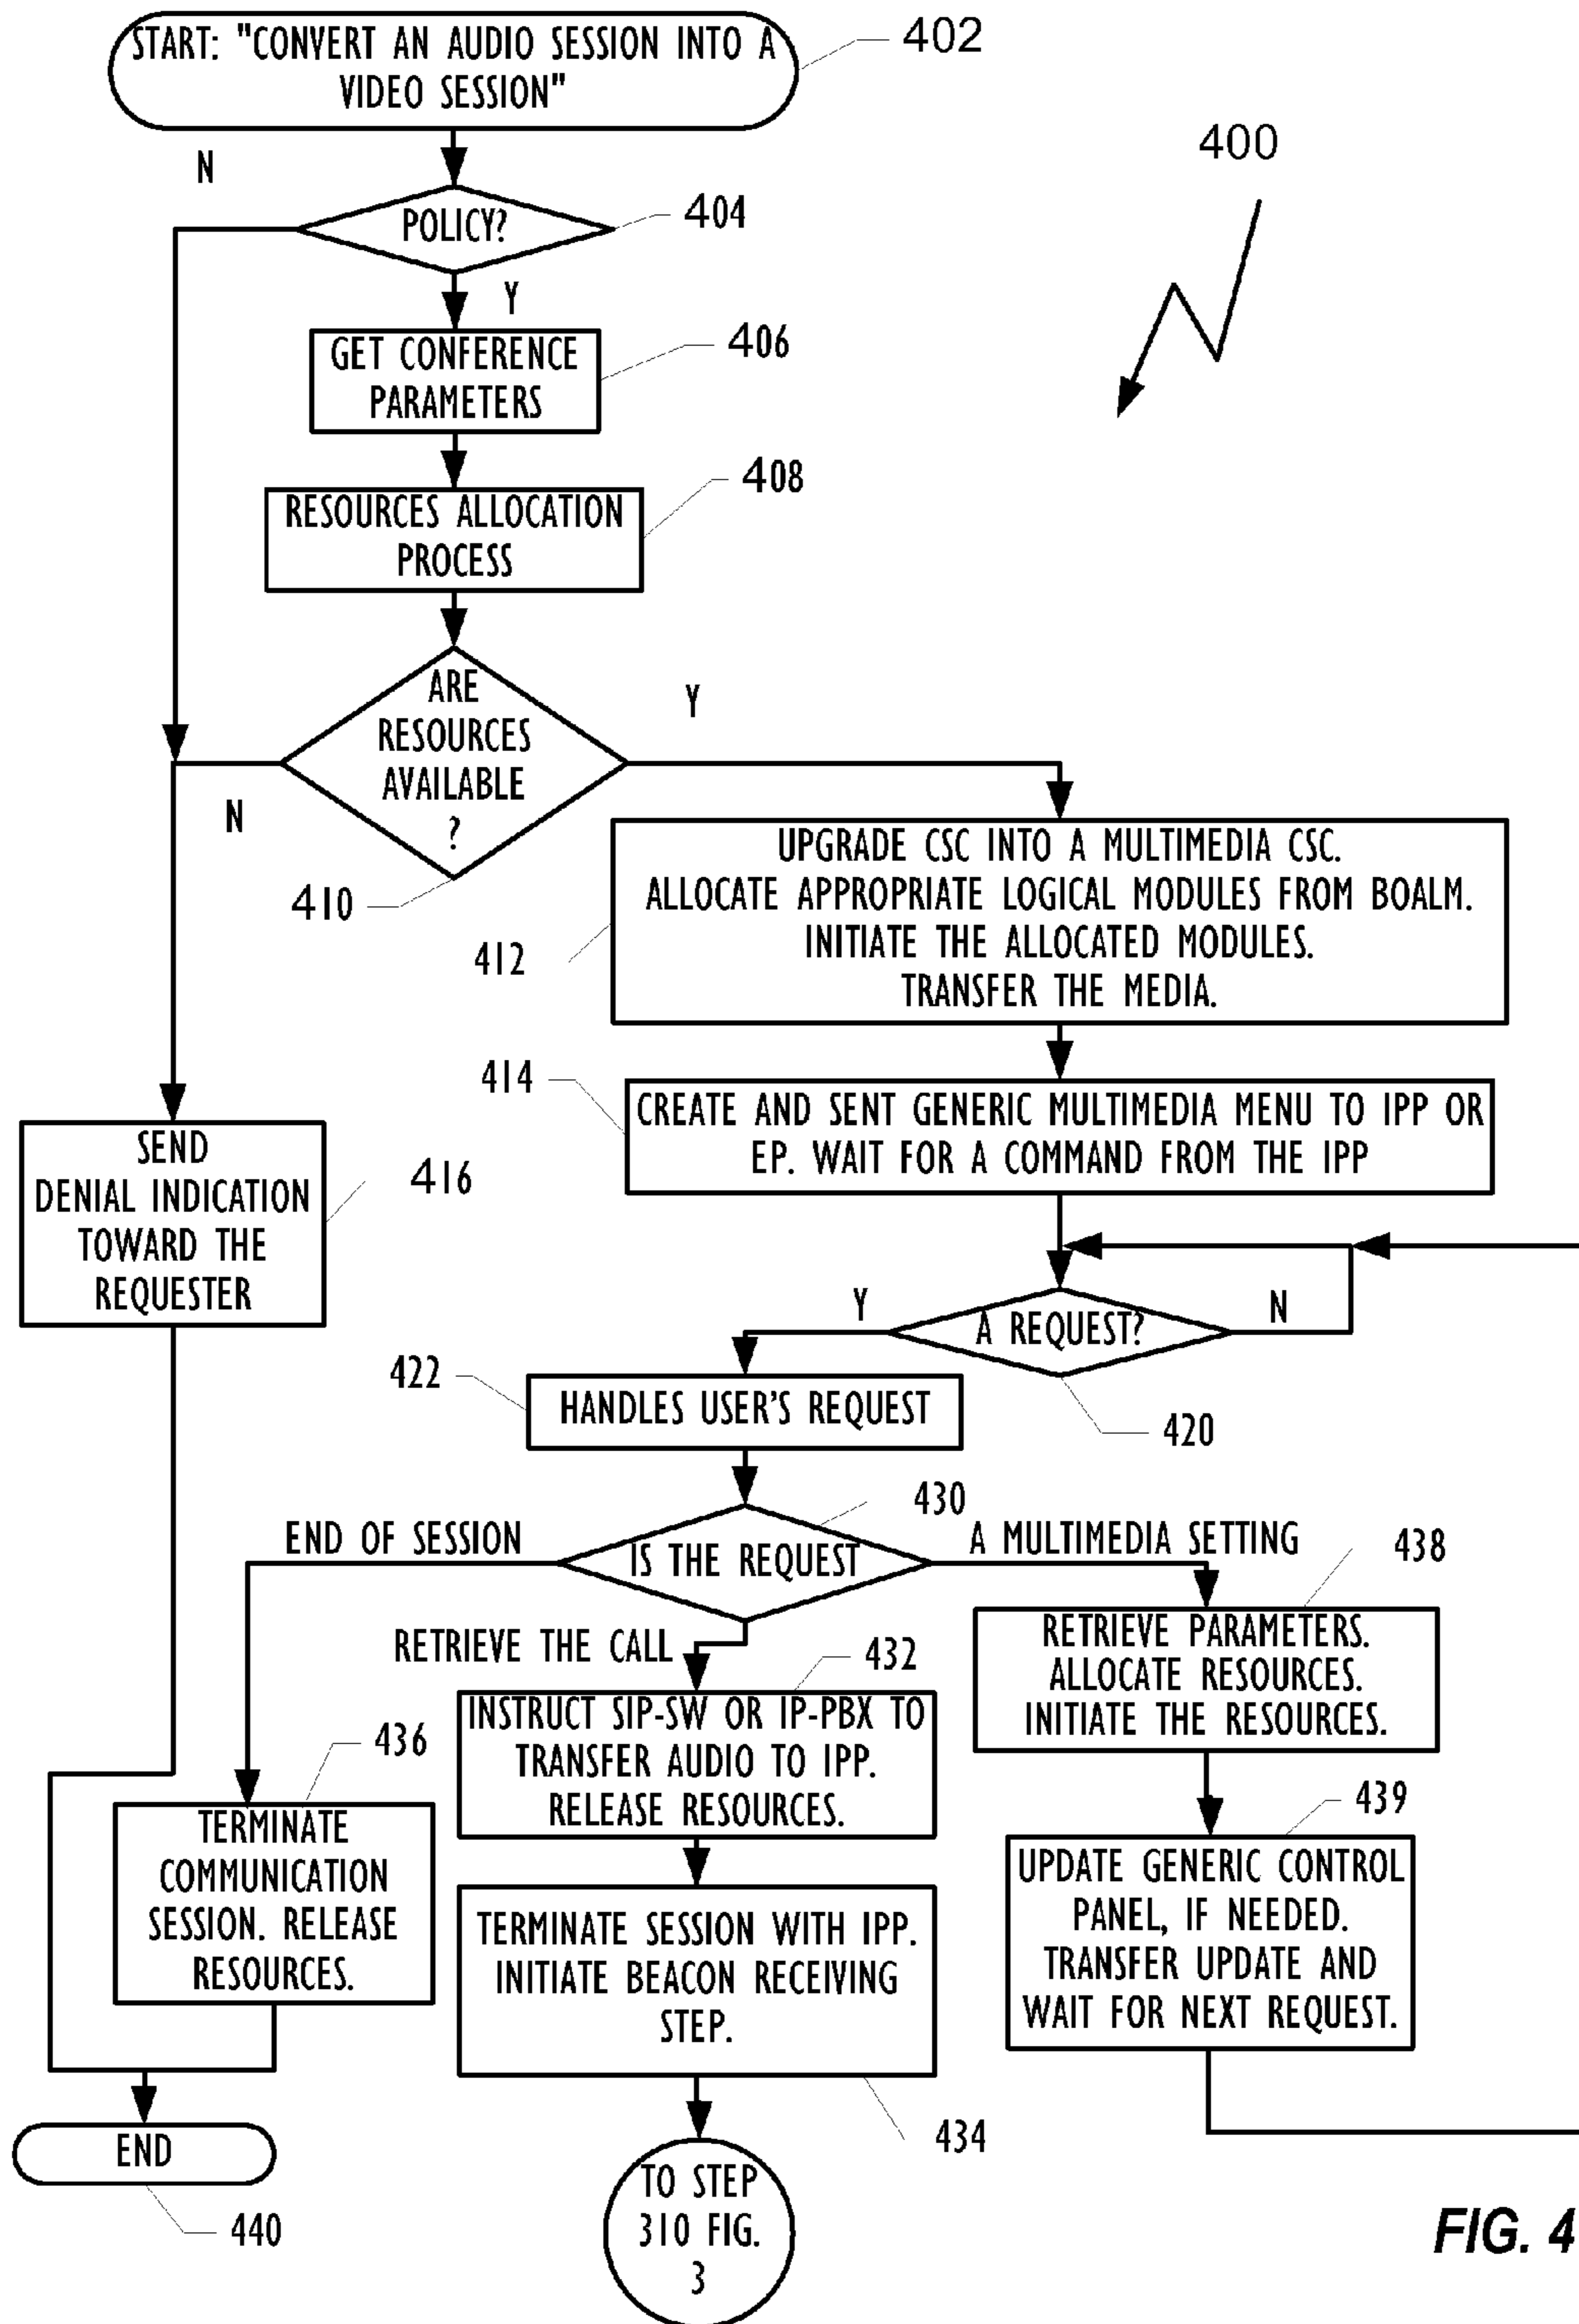 START: "CONVERT AN AUDIO SESSION INTO A
VIDEO SESSION"
402
400
N
POLICY?
404
Y
GET CONFERENCE
PARAMETERS
406
RESOURCES ALLOCATION
PROCESS
408
ARE
RESOURCES
AVAILABLE
?
Y
N
410
UPGRADE CSC INTO A MULTIMEDIA CSC.
ALLOCATE APPROPRIATE LOGICAL MODULES FROM BOALM.
INITIATE THE ALLOCATED MODULES.
TRANSFER THE MEDIA.
412
414
CREATE AND SENT GENERIC MULTIMEDIA MENU TO IPP OR
EP. WAIT FOR A COMMAND FROM THE IPP
SEND
DENIAL INDICATION
TOWARD THE
REQUESTER
416
Y
A REQUEST?
N
420
422
HANDLES USER'S REQUEST
430
END OF SESSION
IS THE REQUEST
A MULTIMEDIA SETTING
438
RETRIEVE THE CALL
432
RETRIEVE PARAMETERS.
ALLOCATE RESOURCES.
INITIATE THE RESOURCES.
INSTRUCT SIP-SW OR IP-PBX TO
TRANSFER AUDIO TO IPP.
RELEASE RESOURCES.
436
TERMINATE
COMMUNICATION
SESSION. RELEASE
RESOURCES.
439
UPDATE GENERIC CONTROL
PANEL, IF NEEDED.
TRANSFER UPDATE AND
WAIT FOR NEXT REQUEST.
TERMINATE SESSION WITH IPP.
INITIATE BEACON RECEIVING
STEP.
434
END
440
TO STEP
310 FIG.
3
FIG. 4